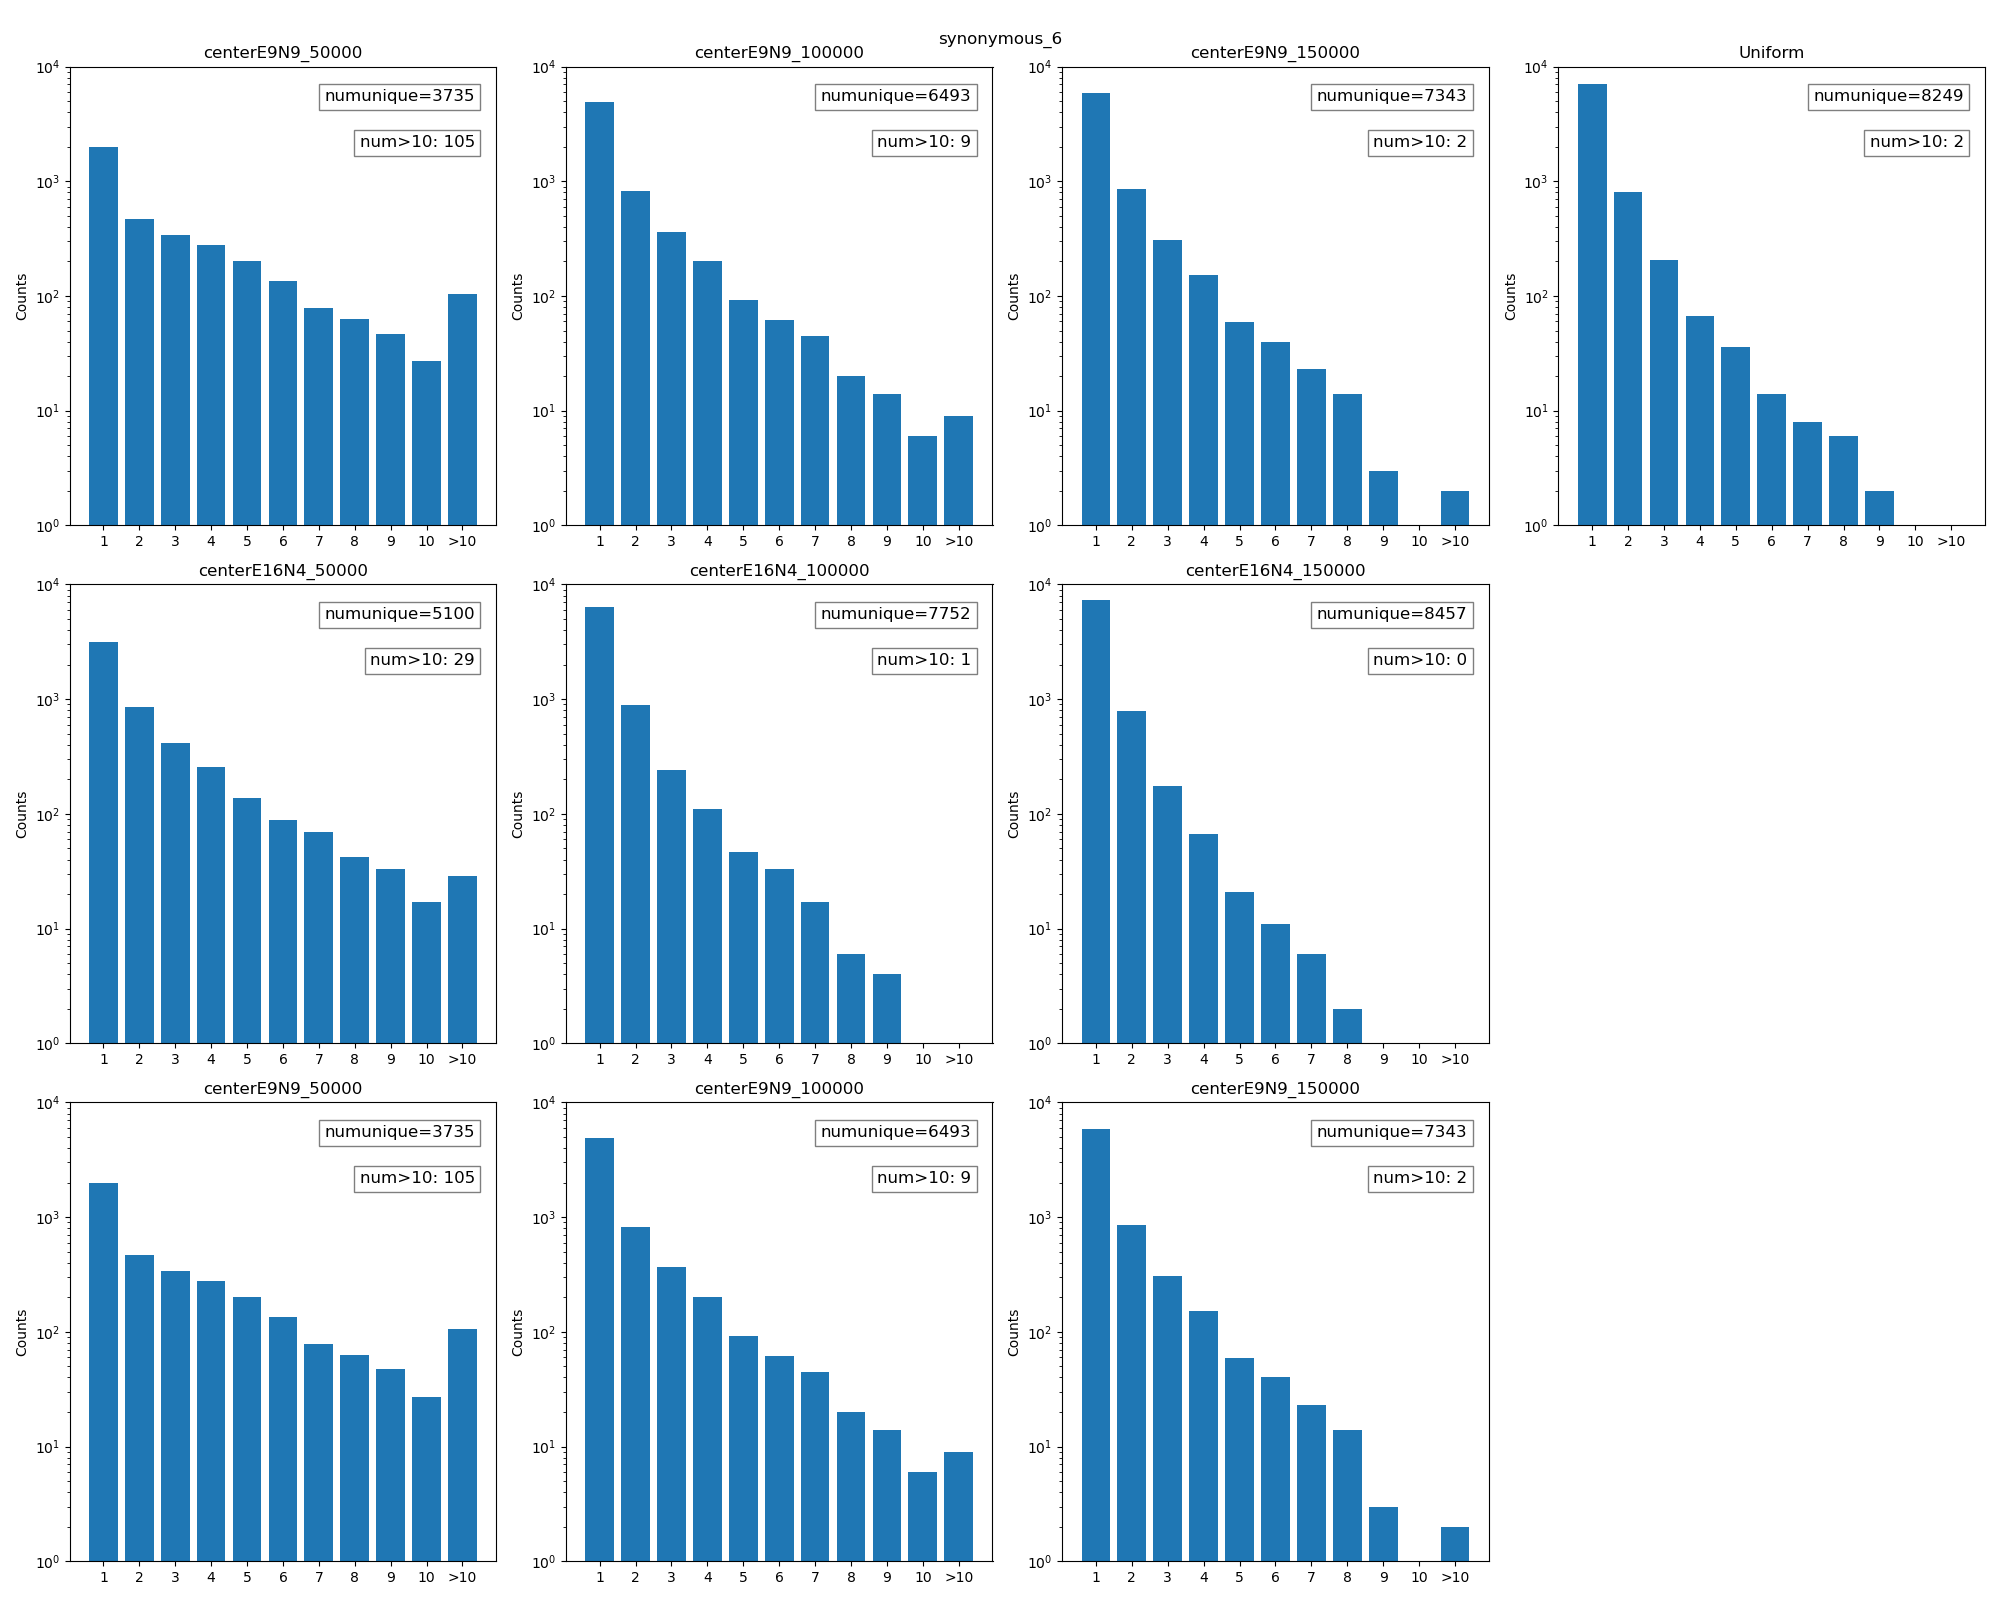 synonymous_6
centerE9N9_50000
centerE9N9_100000
centerE9N9_150000
Uniform
numunique=3735
num>10: 105
Counts
10^4
10^3
10^2
10^1
10^0
1 2 3 4 5 6 7 8 9 10 >10
numunique=6493
num>10: 9
Counts
10^4
10^3
10^2
10^1
10^0
1 2 3 4 5 6 7 8 9 10 >10
numunique=7343
num>10: 2
Counts
10^4
10^3
10^2
10^1
10^0
1 2 3 4 5 6 7 8 9 10 >10
numunique=8249
num>10: 2
Counts
10^4
10^3
10^2
10^1
10^0
1 2 3 4 5 6 7 8 9 10 >10
centerE16N4_50000
centerE16N4_100000
centerE16N4_150000
numunique=5100
num>10: 29
Counts
10^4
10^3
10^2
10^1
10^0
1 2 3 4 5 6 7 8 9 10 >10
numunique=7752
num>10: 1
Counts
10^4
10^3
10^2
10^1
10^0
1 2 3 4 5 6 7 8 9 10 >10
numunique=8457
num>10: 0
Counts
10^4
10^3
10^2
10^1
10^0
1 2 3 4 5 6 7 8 9 10 >10
centerE9N9_50000
centerE9N9_100000
centerE9N9_150000
numunique=3735
num>10: 105
Counts
10^4
10^3
10^2
10^1
10^0
1 2 3 4 5 6 7 8 9 10 >10
numunique=6493
num>10: 9
Counts
10^4
10^3
10^2
10^1
10^0
1 2 3 4 5 6 7 8 9 10 >10
numunique=7343
num>10: 2
Counts
10^4
10^3
10^2
10^1
10^0
1 2 3 4 5 6 7 8 9 10 >10